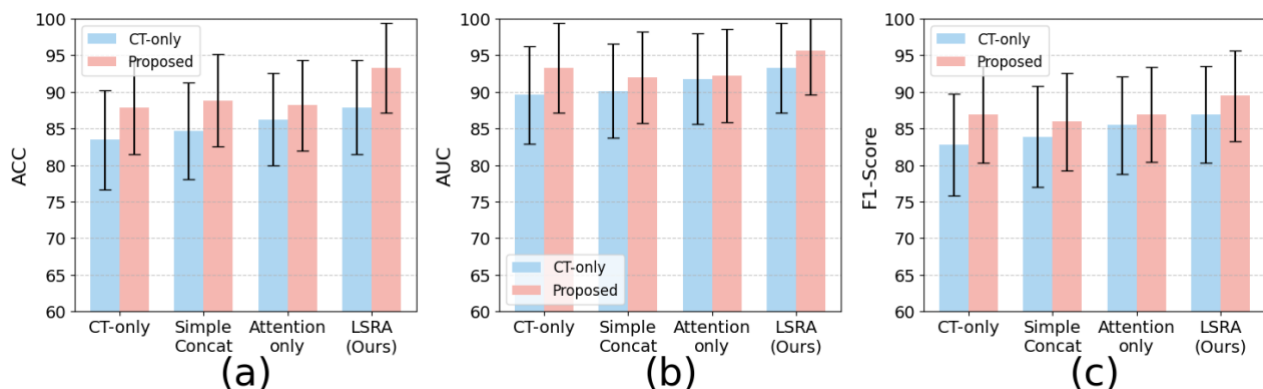 100
95
90
85
80
75
70
65
60
ACC
CT-only
Proposed
CT-only
Simple
Concat
Attention
only
LSRA
(Ours)
(a)
100
95
90
85
80
75
70
65
60
AUC
CT-only
Proposed
CT-only
Simple
Concat
Attention
only
LSRA
(Ours)
(b)
100
95
90
85
80
75
70
65
60
F1-Score
CT-only
Proposed
CT-only
Simple
Concat
Attention
only
LSRA
(Ours)
(c)